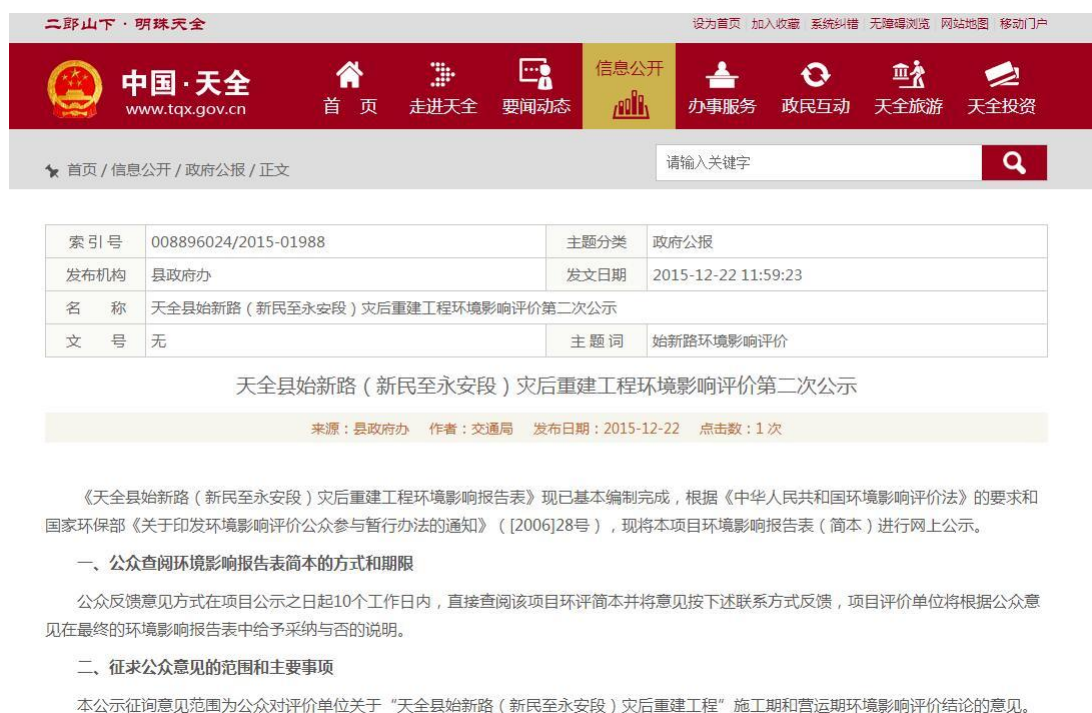 二郎山下·明珠天全
设为首页 加入收藏 系统纠错 无障碍浏览 网站地图 移动门户
中国·天全
www.tqx.gov.cn
首 页 走进天全 要闻动态 信息公开 办事服务 政民互动 天全旅游 天全投资
首页 / 信息公开 / 政府公报 / 正文
请输入关键字
索 引 号 008896024/2015-01988 主题分类 政府公报
发布机构 县政府办 发文日期 2015-12-22 11:59:23
名 称 天全县始新路（新民至永安段）灾后重建工程环境影响评价第二次公示
文 号 无 主 题 词 始新路环境影响评价
天全县始新路（新民至永安段）灾后重建工程环境影响评价第二次公示
来源：县政府办 作者：交通局 发布日期：2015-12-22 点击数：1 次
《天全县始新路（新民至永安段）灾后重建工程环境影响报告表》现已基本编制完成，根据《中华人民共和国环境影响评价法》的要求和
国家环保部《关于印发环境影响评价公众参与暂行办法的通知》（[2006]28号），现将本项目环境影响报告表（简本）进行网上公示。
一、公众查阅环境影响报告表简本的方式和期限
公众反馈意见方式在项目公示之日起10个工作日内，直接查阅该项目环评简本并将意见按下述联系方式反馈，项目评价单位将根据公众意
见在最终的环境影响报告表中给予采纳与否的说明。
二、征求公众意见的范围和主要事项
本公示征询意见范围为公众对评价单位关于“天全县始新路（新民至永安段）灾后重建工程”施工期和营运期环境影响评价结论的意见。